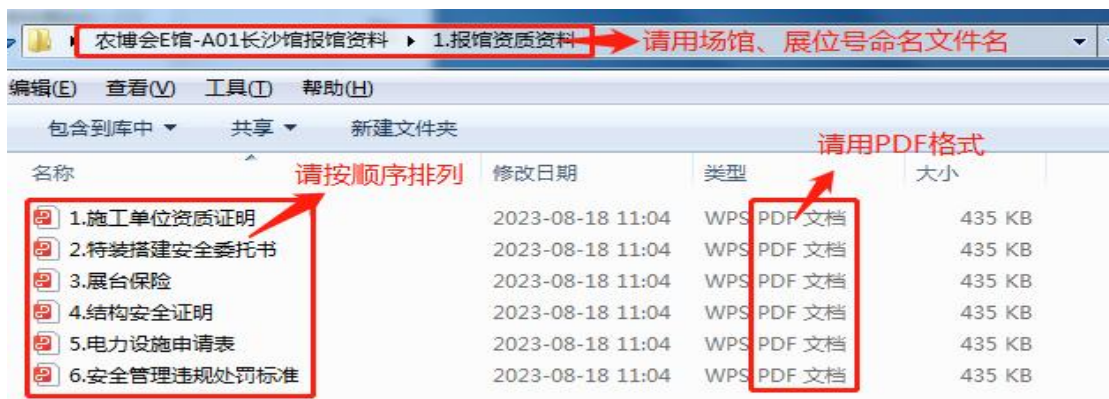 农博会E馆-A01长沙馆报馆资料 ▸ 1.报馆资质资料 请用场馆、展位号命名文件名
编辑(E) 查看(V) 工具(T) 帮助(H)
包含到库中 共享 新建文件夹
请用PDF格式
名称 请按顺序排列 修改日期 类型 大小
1.施工单位资质证明 2023-08-18 11:04 WPS PDF 文档 435 KB
2.特装搭建安全委托书 2023-08-18 11:04 WPS PDF 文档 435 KB
3.展台保险 2023-08-18 11:04 WPS PDF 文档 435 KB
4.结构安全证明 2023-08-18 11:04 WPS PDF 文档 435 KB
5.电力设施申请表 2023-08-18 11:04 WPS PDF 文档 435 KB
6.安全管理违规处罚标准 2023-08-18 11:04 WPS PDF 文档 435 KB